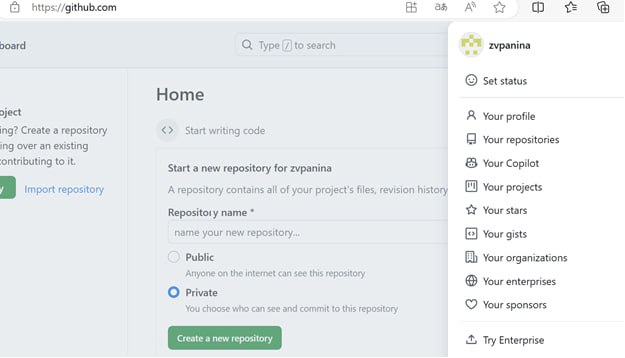 https://github.com
board
Type / to search
zvpanina
Set status
oject
ing? Create a repository
ing over an existing
contributing to it.
y
Import repository
Home
Start writing code
Start a new repository for zvpanina
A repository contains all of your project's files, revision history
Repository name *
name your new repository...
Public
Anyone on the internet can see this repository
Private
You choose who can see and commit to this repository
Create a new repository
Your profile
Your repositories
Your Copilot
Your projects
Your stars
Your gists
Your organizations
Your enterprises
Your sponsors
Try Enterprise